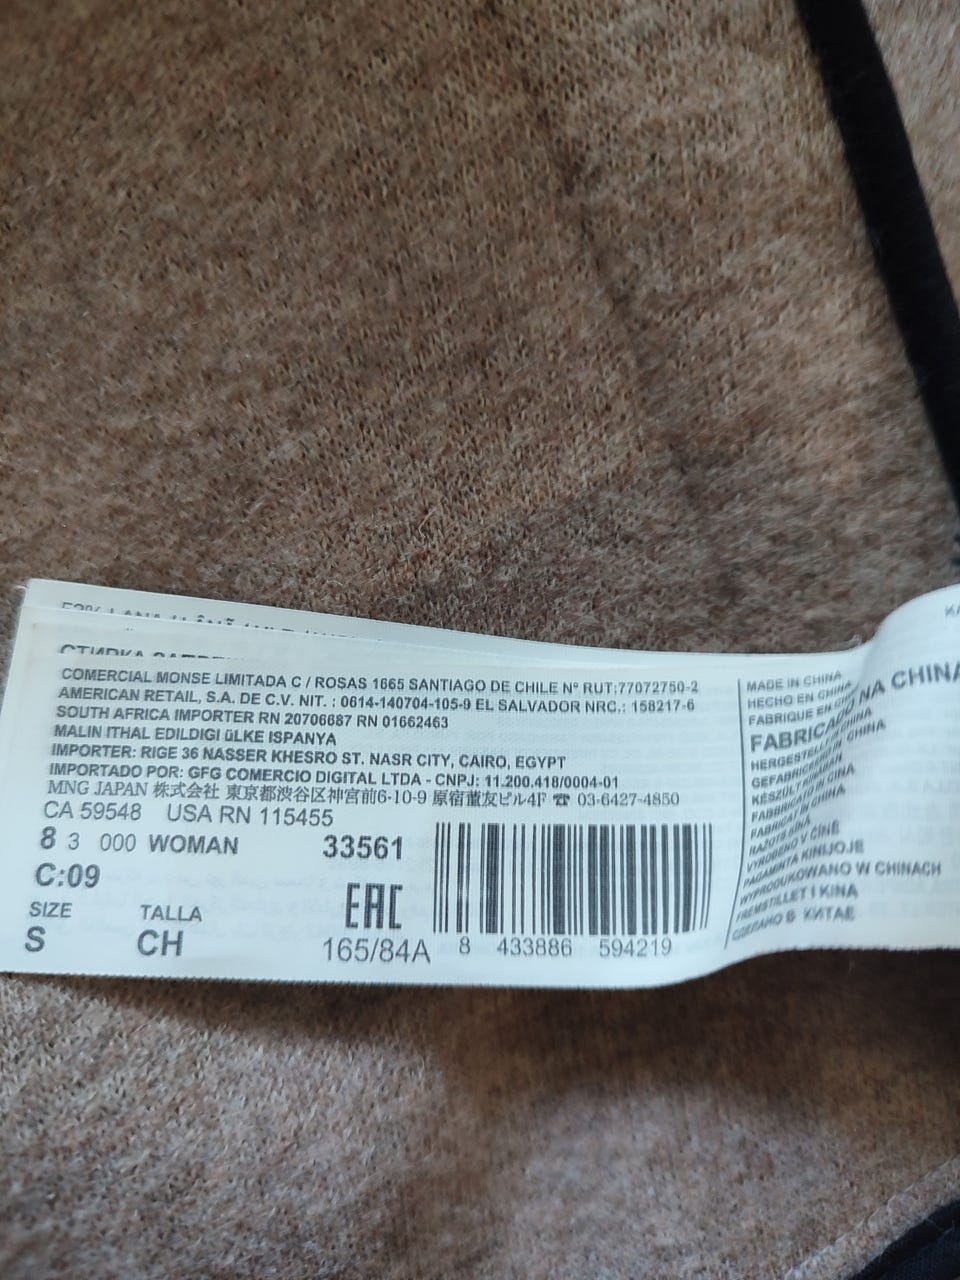 COMERCIAL MONSE LIMITADA C / ROSAS 1665 SANTIAGO DE CHILE Nº RUT:77072750-2
AMERICAN RETAIL, S.A. DE C.V. NIT. : 0614-140704-105-9 EL SALVADOR NRC.: 158217-6
SOUTH AFRICA IMPORTER RN 20706687 RN 01662463
MALIN ITHAL EDILDIGI üLKE ISPANYA
IMPORTER: RIGE 36 NASSER KHESRO ST. NASR CITY, CAIRO, EGYPT
IMPORTADO POR: GFG COMERCIO DIGITAL LTDA - CNPJ: 11.200.418/0004-01
MNG JAPAN 株式会社 東京都渋谷区神宮前6-10-9 原宿董友ビル4F ☎ 03-6427-4850
CA 59548 USA RN 115455
8 3 000 WOMAN 33561
C:09
EAC
SIZE TALLA
S CH 165/84A
8 433886 594219
MADE IN CHINA
HECHO EN CHINA
FABRIQUE EN CHINA
FABRICADO NA CHINA
HERGESTELLT IN CHINA
GEFABRICEERD IN CHINA
KÉSZÜLT KÍNÁBAN
FABBRICATO IN CINA
FABRICAT IN CHINA
VYROBENO V ČÍNĚ
PAGAMINTA KINIJOJE
WYPRODUKOWANO W CHINACH
FREMSTILLET I KINA
СДЕЛАНО В КИТАЕ